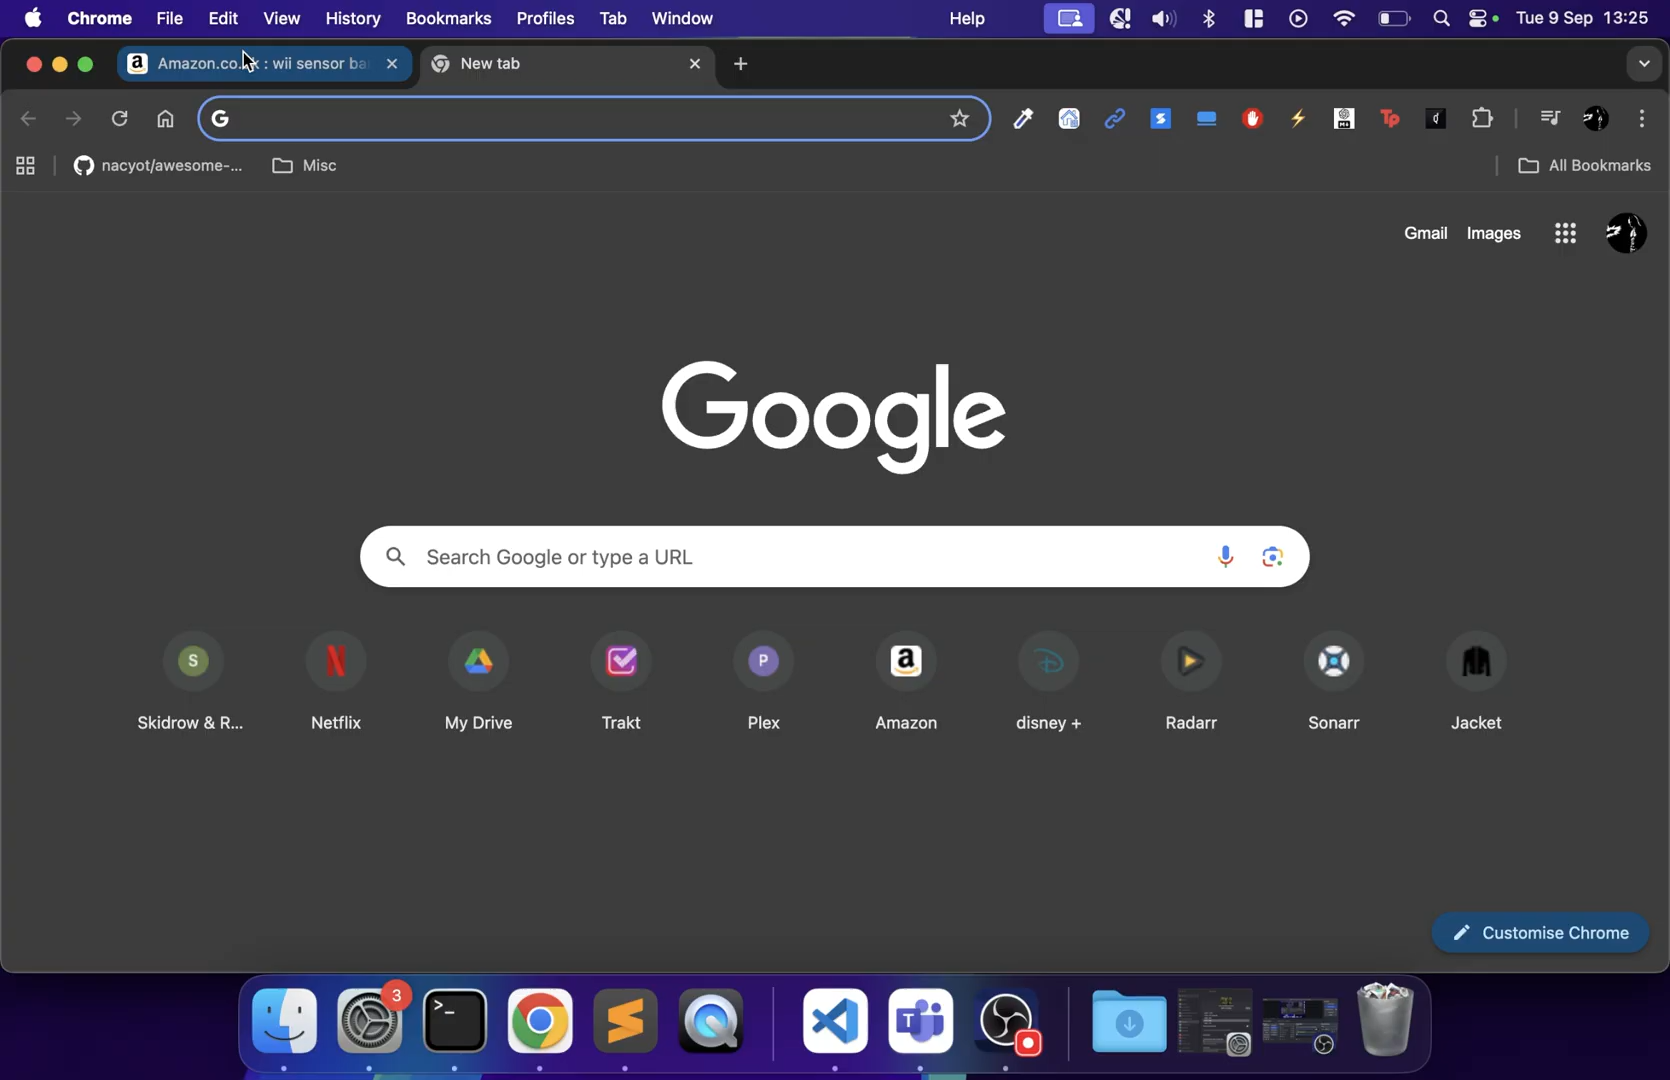 Chrome File Edit View History Bookmarks Profiles Tab Window Help Tue 9 Sep 13:25
Amazon.co. : wii sensor ba New tab
nacyot/awesome-... Misc All Bookmarks
Gmail Images
Google
Search Google or type a URL
Skidrow & R... Netflix My Drive Trakt Plex Amazon disney + Radarr Sonarr Jacket
Customise Chrome
3